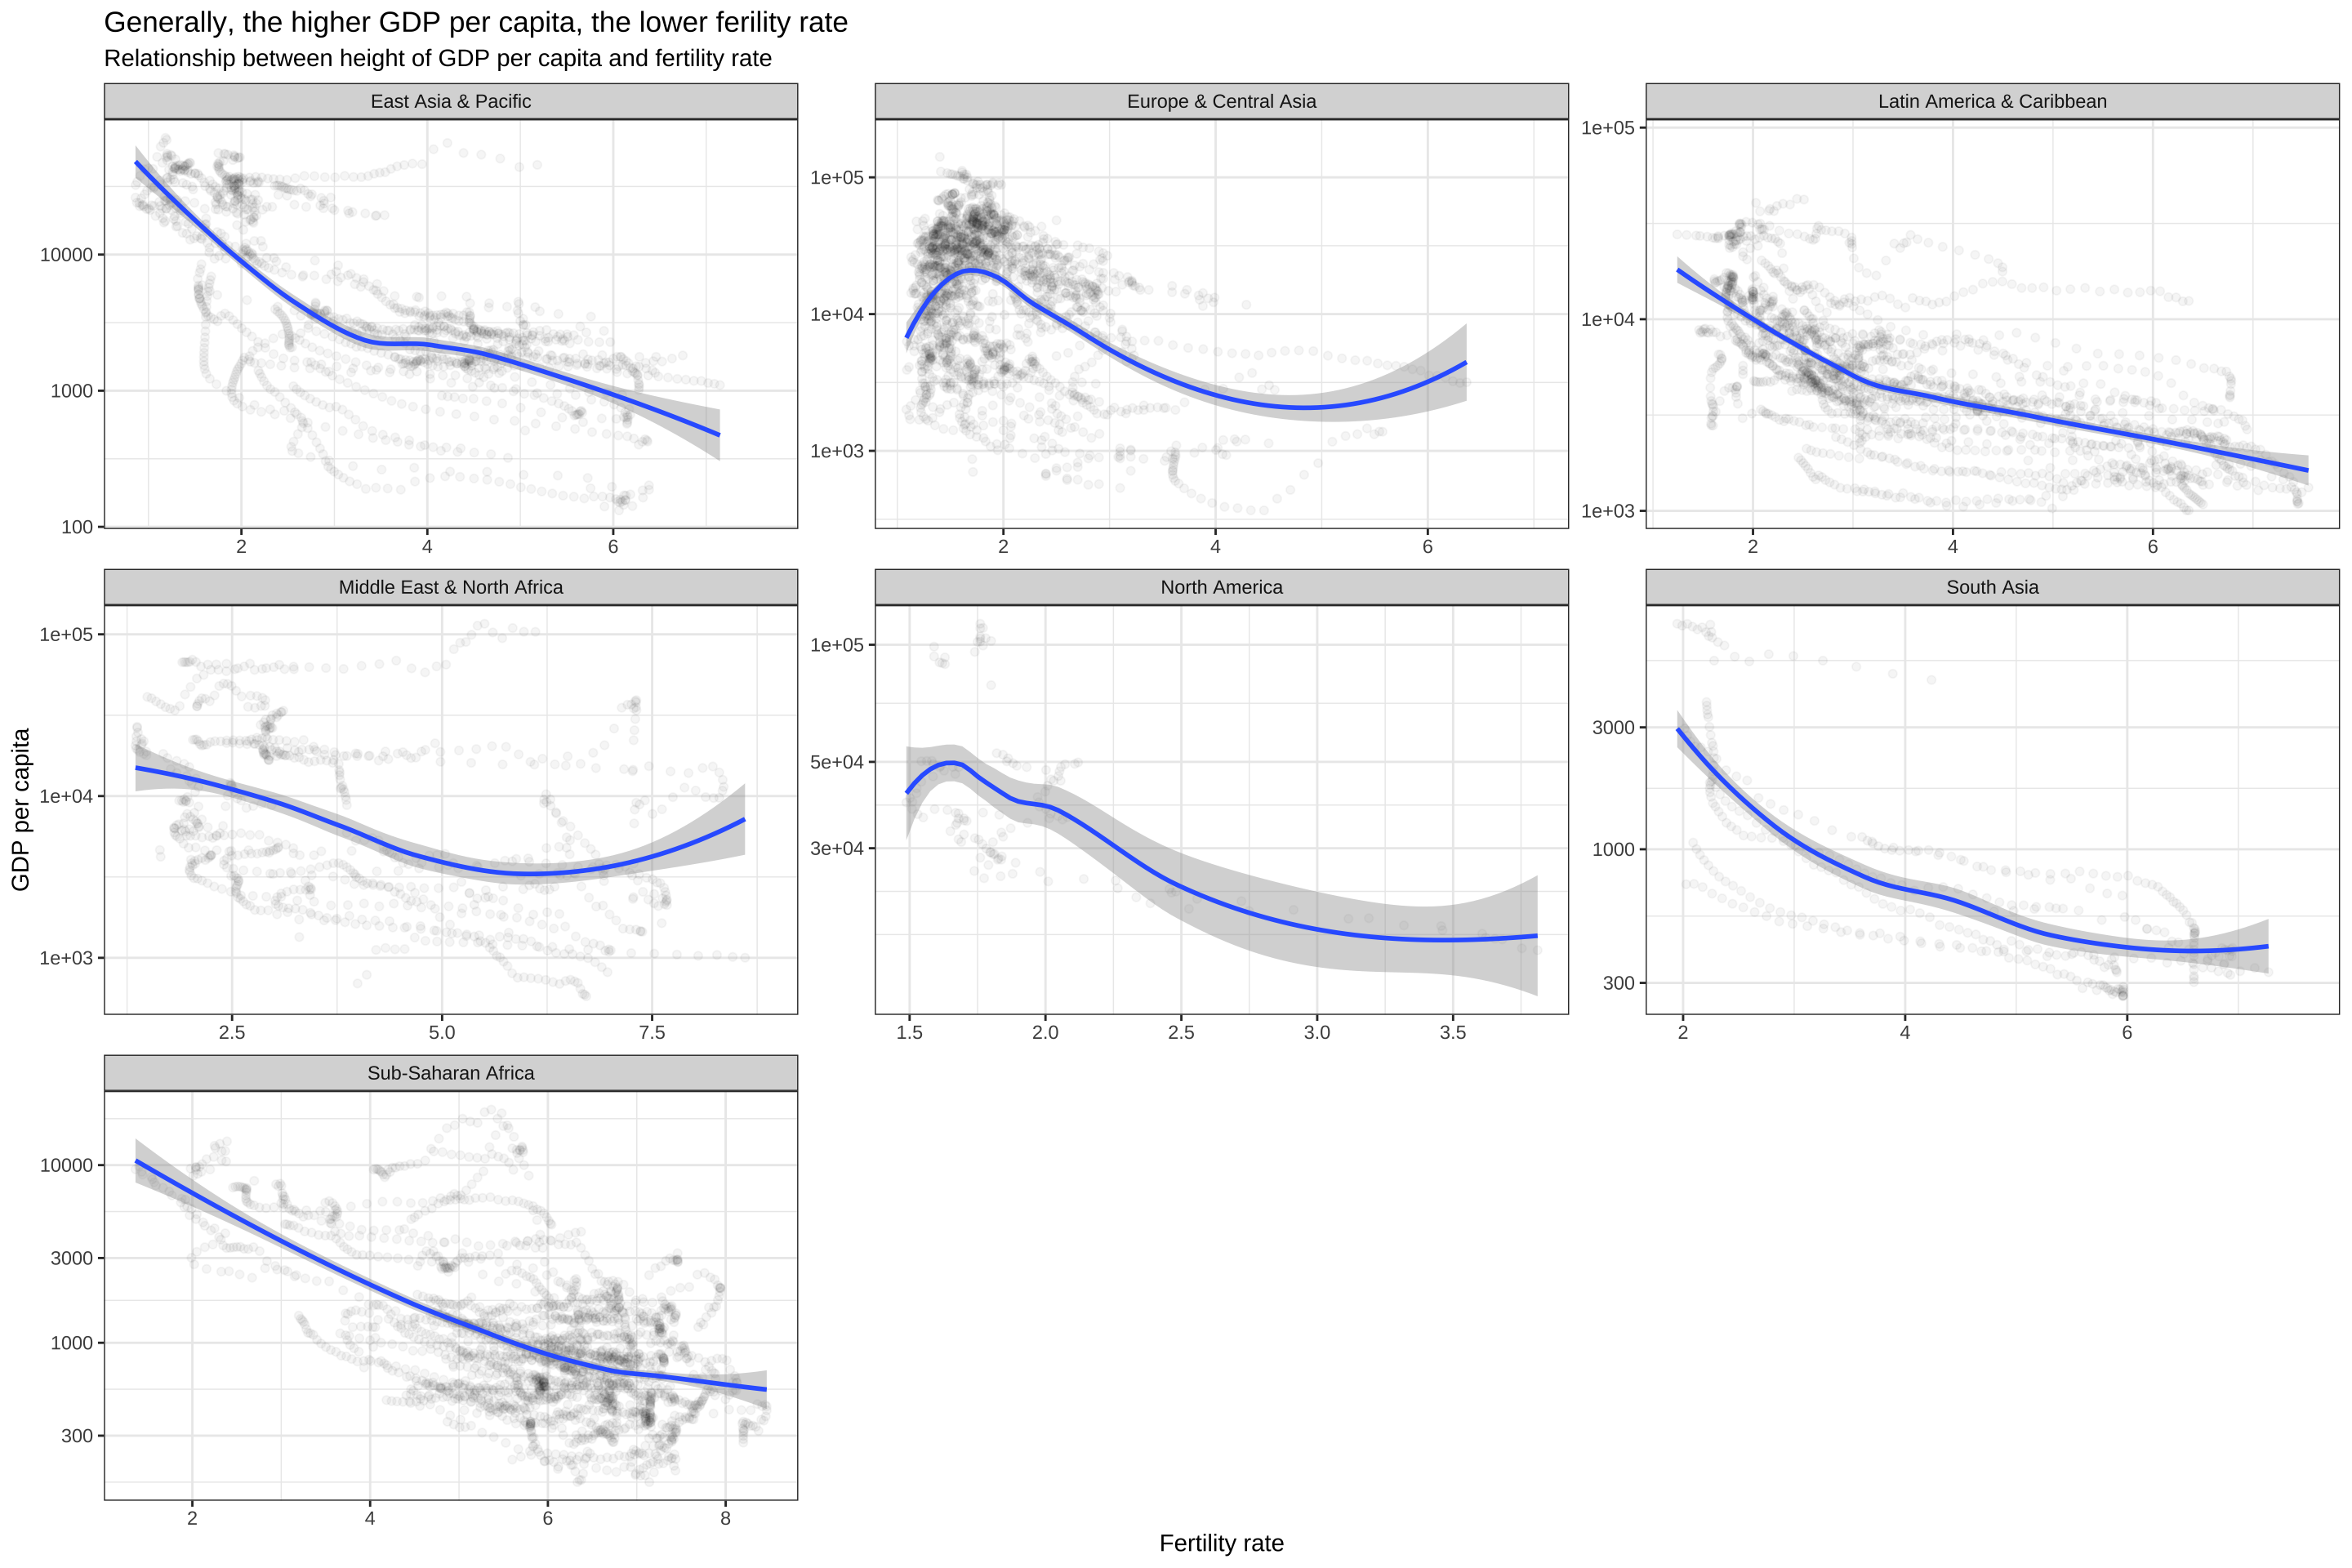 Generally, the higher GDP per capita, the lower ferility rate
Relationship between height of GDP per capita and fertility rate
East Asia & Pacific
Europe & Central Asia
Latin America & Caribbean
10000
1000
100
2 4 6
1e+05
1e+04
1e+03
2 4 6
1e+05
1e+04
1e+03
2 4 6
Middle East & North Africa
North America
South Asia
GDP per capita
1e+05
1e+04
1e+03
2.5 5.0 7.5
1e+05
5e+04
3e+04
1.5 2.0 2.5 3.0 3.5
3000
1000
300
2 4 6
Sub-Saharan Africa
10000
3000
1000
300
2 4 6 8
Fertility rate